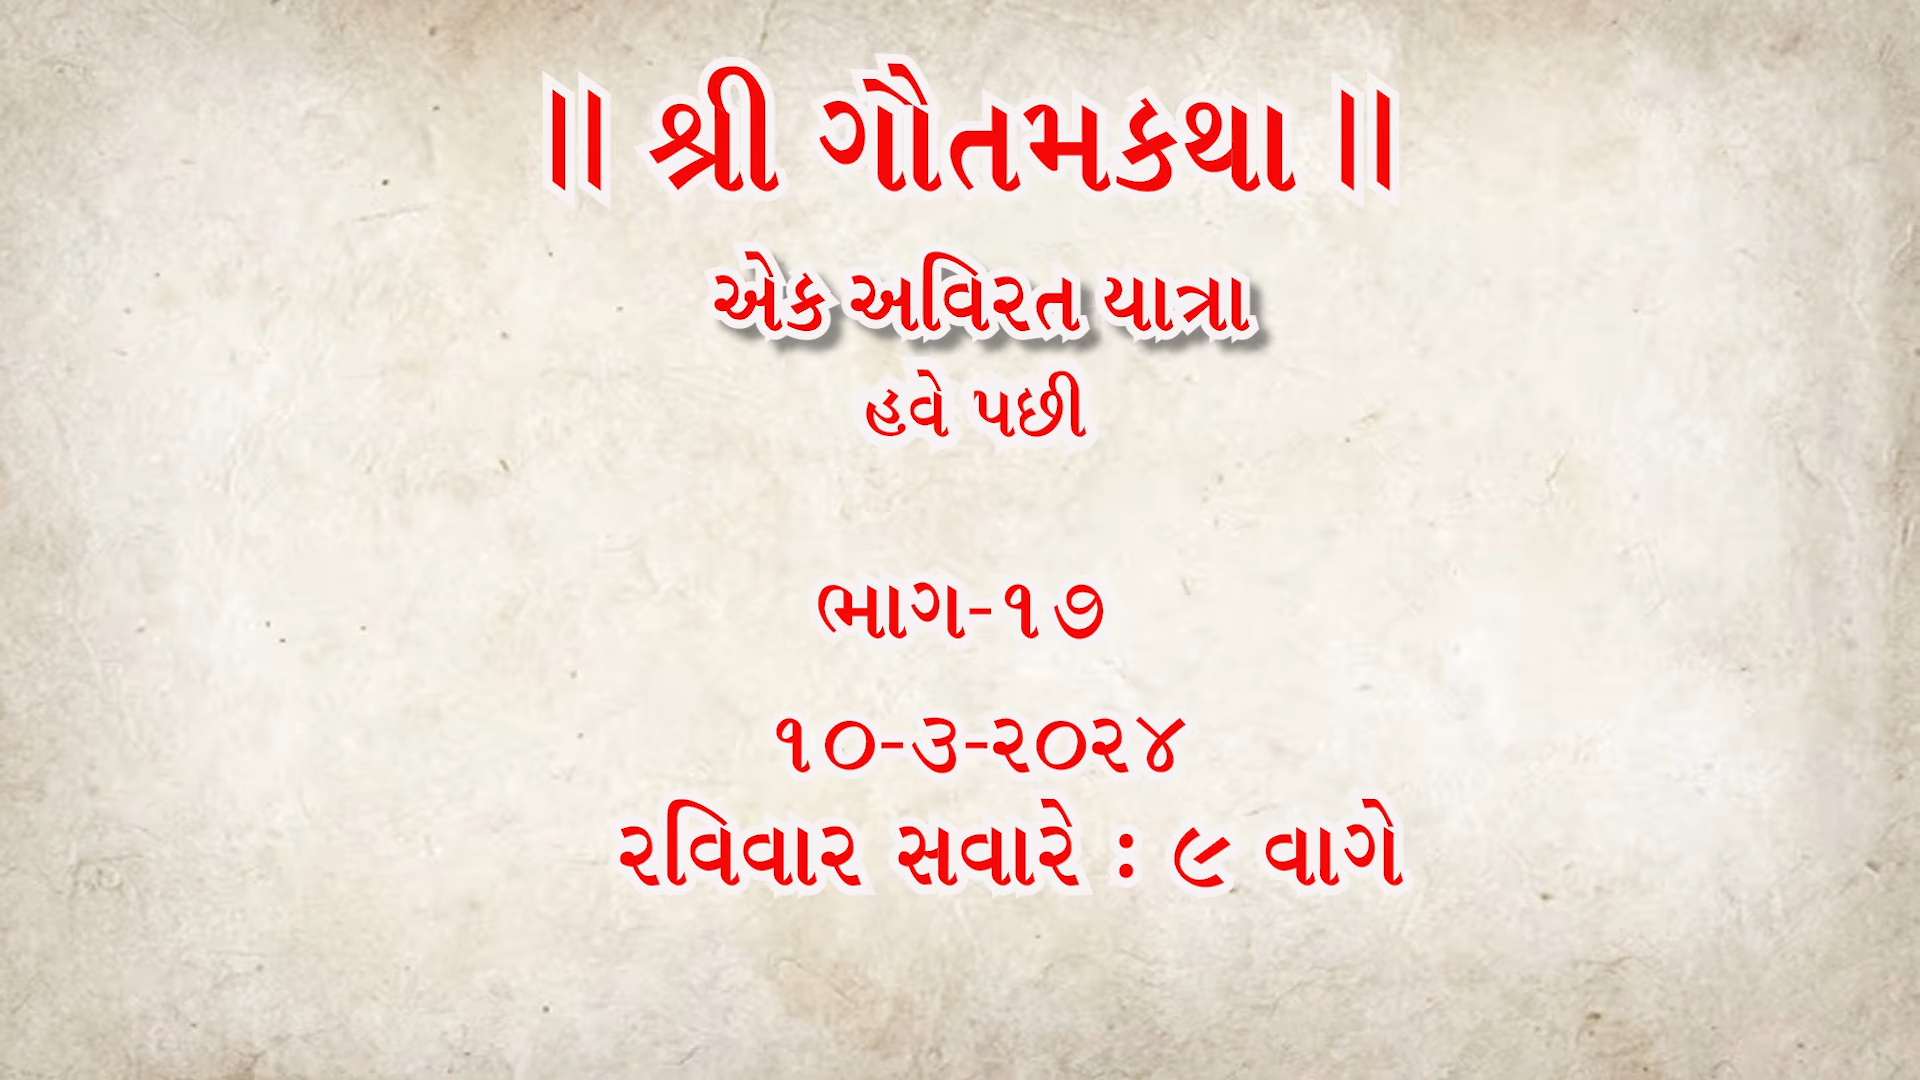 ॥ શ્રી ગૌતમકથા ॥
એક અવિરત યાત્રા
હવે પછી
ભાગ-૧૭
૧૦-૩-૨૦૨૪
રવિવાર સવારે : ૯ વાગે